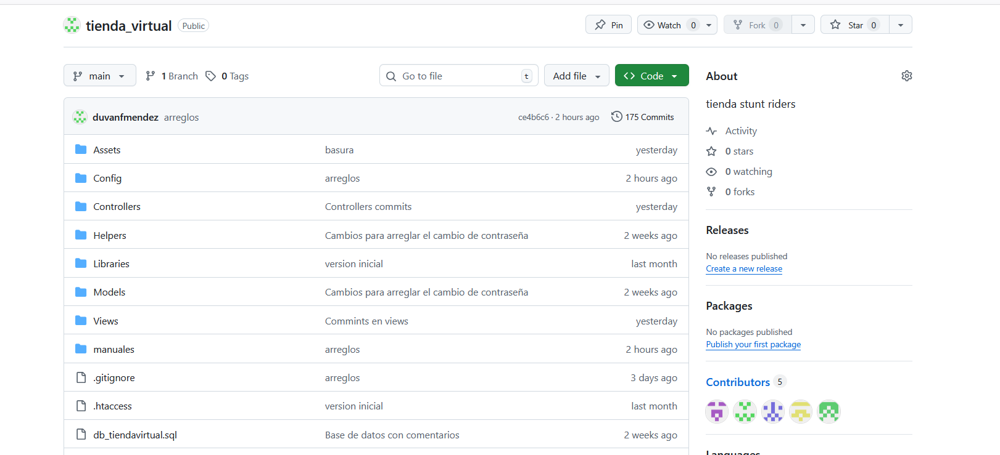 tienda_virtual Public Pin Watch 0 Fork 0 Star 0
main 1 Branch 0 Tags Go to file t Add file Code
duvanfmendez arreglos ce4b6c6 · 2 hours ago 175 Commits
Assets basura yesterday
Config arreglos 2 hours ago
Controllers Controllers commits yesterday
Helpers Cambios para arreglar el cambio de contraseña 2 weeks ago
Libraries version inicial last month
Models Cambios para arreglar el cambio de contraseña 2 weeks ago
Views Commints en views yesterday
manuales arreglos 2 hours ago
.gitignore arreglos 3 days ago
.htaccess version inicial last month
db_tiendavirtual.sql Base de datos con comentarios 2 weeks ago
About
tienda stunt riders
Activity
0 stars
0 watching
0 forks
Releases
No releases published
Create a new release
Packages
No packages published
Publish your first package
Contributors 5
Languages